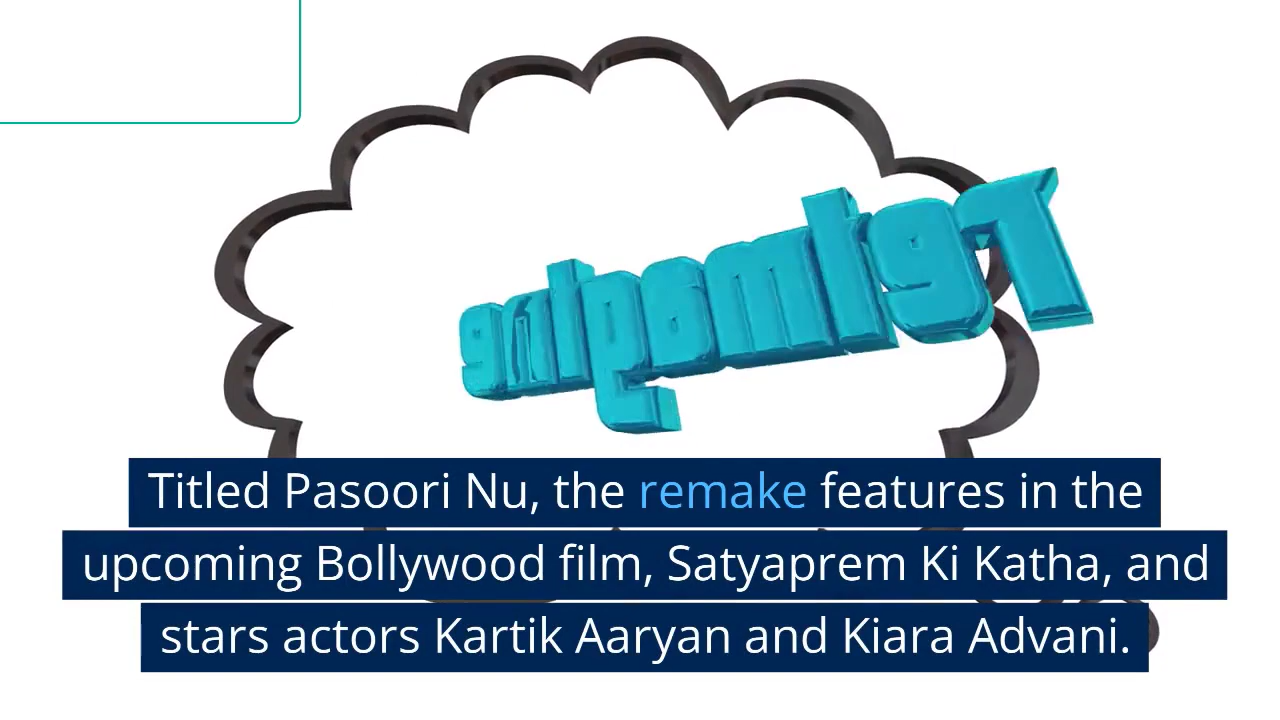 Titled Pasoori Nu, the remake features in the
upcoming Bollywood film, Satyaprem Ki Katha, and
stars actors Kartik Aaryan and Kiara Advani.